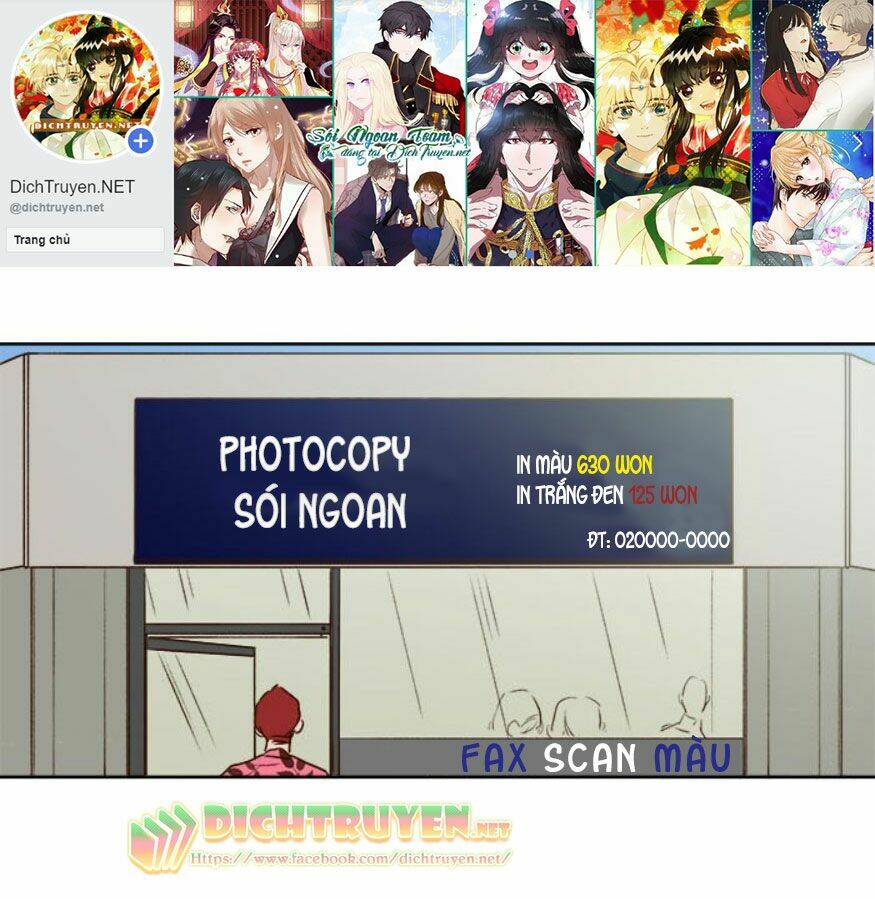 DICHTRUYEN.NET
DichTruyen.NET
@dichtruyen.net
Trang chủ
Sói Ngoan Team
đăng tại DichTruyen.net
PHOTOCOPY
SÓI NGOAN
IN MÀU 630 WON
IN TRẮNG ĐEN 125 WON
ĐT: 020000-0000
FAX SCAN MÀU
DICHTRUYEN.NET
Https://www.facebook.com/dichtruyen.net/